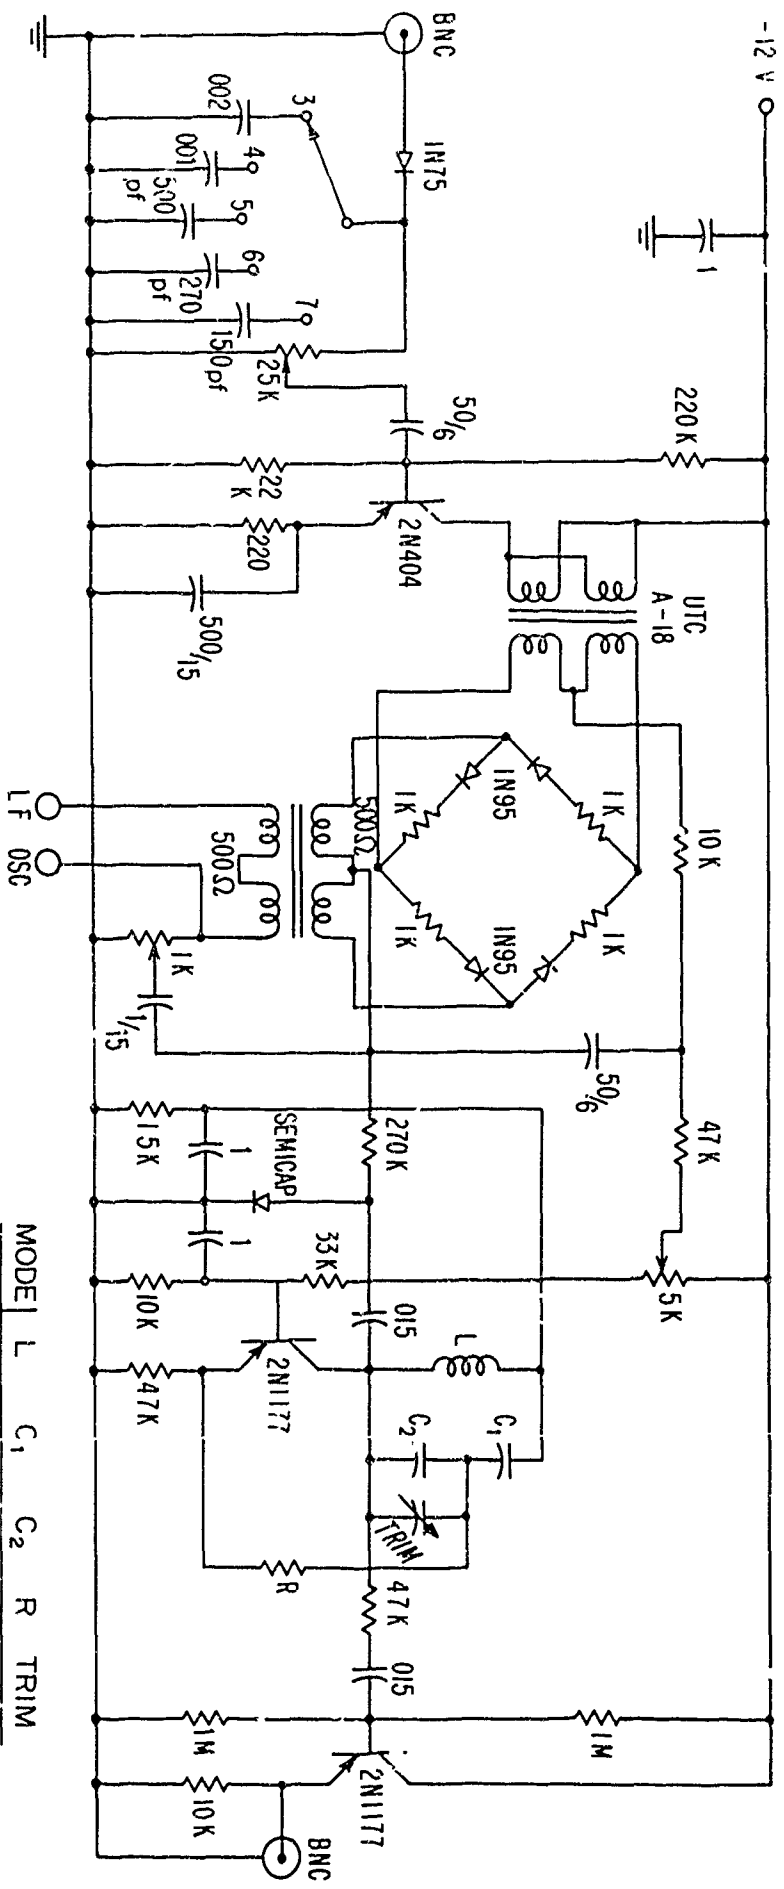 -12 V
BNC
1N75
3
4
5
6
7
002
001
500
pf
270
pf
150pf
25K
1
50/6
220K
22
K
220
500/15
2N404
UTC
A-18
1K
1K
1N95
1N95
1K
1K
500Ω
500Ω
LF OSC
1K
1/15
10K
50/6
47K
5K
270K
SEMICAP
1
1
15K
10K
33K
015
2N1177
47K
L
C1
C2
TRIM
R
47K
015
1M
1M
2N1177
10K
BNC
MODE L C1 C2 R TRIM